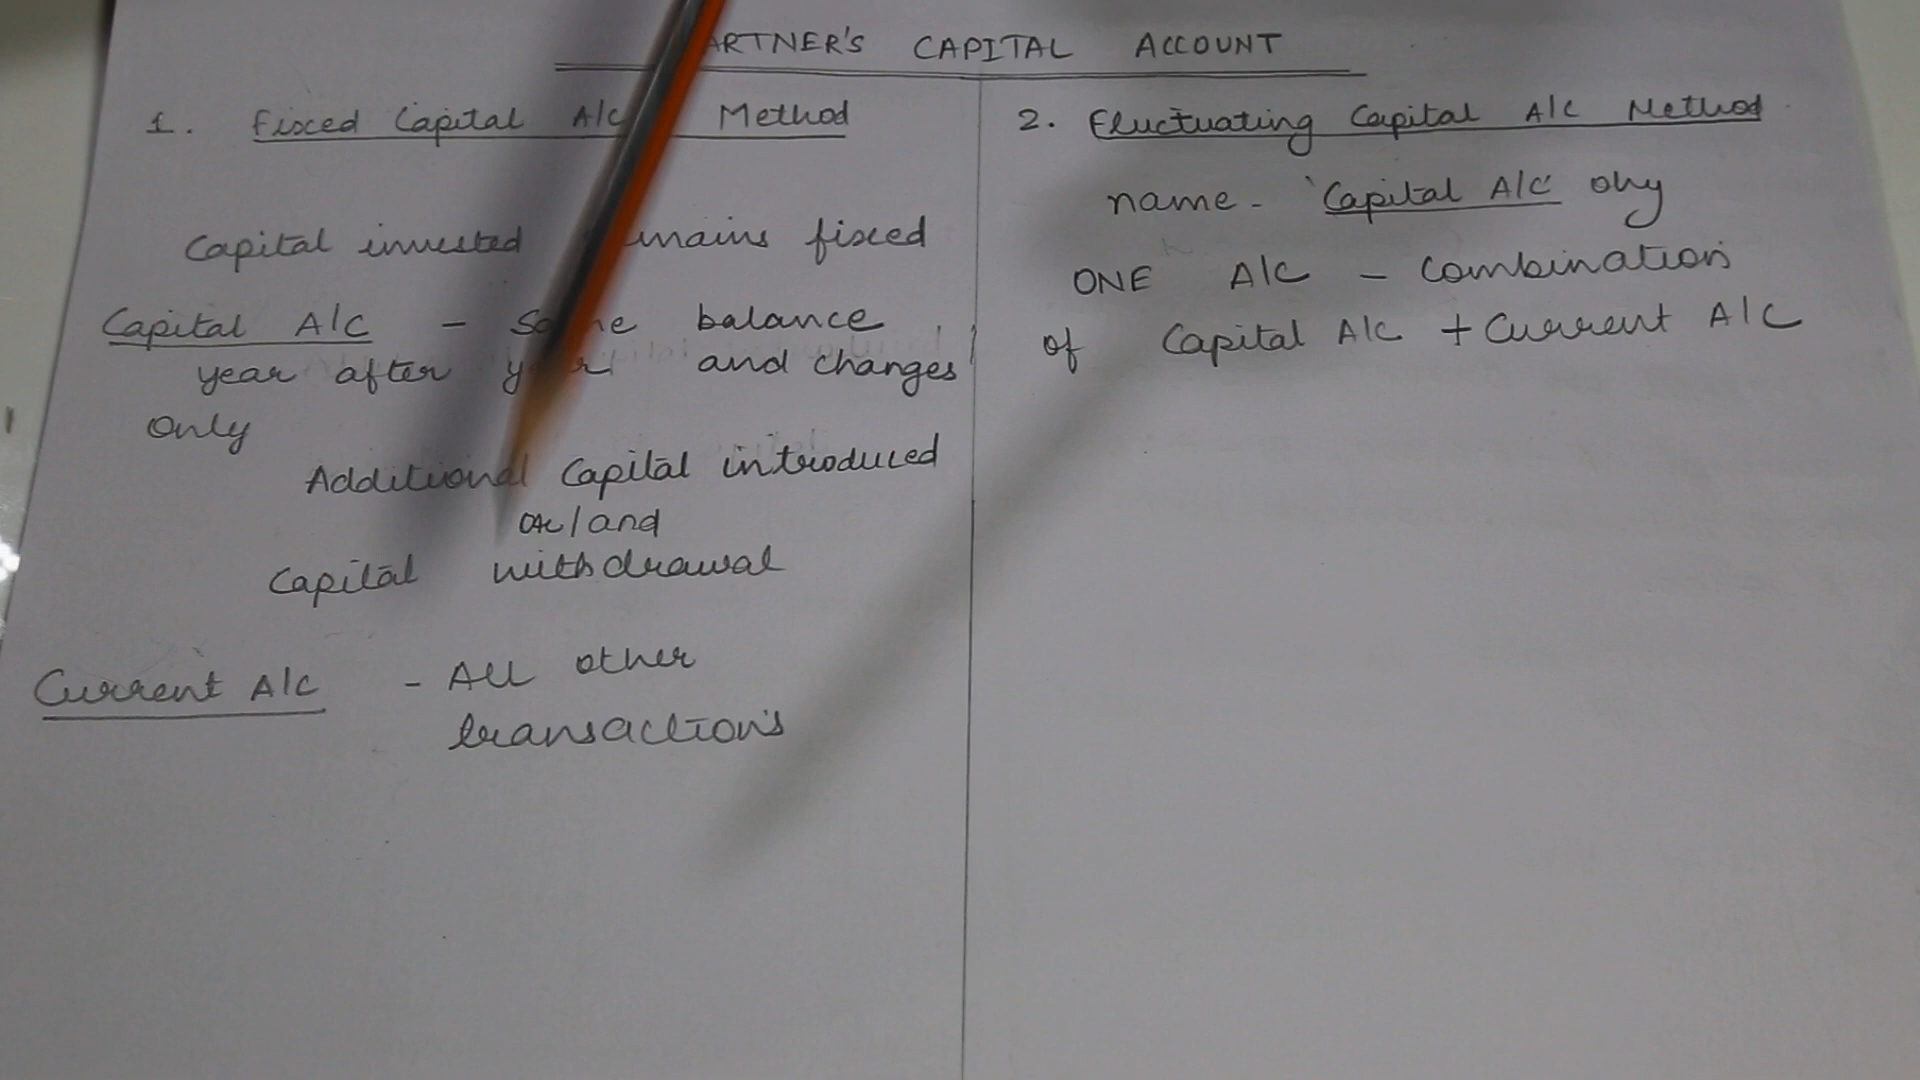 ARTNER'S CAPITAL ACCOUNT
1. Fixed Capital A/c Method
Capital invested mains fixed
Capital A/C - Same balance
year after year and changes
only
Additional Capital introduced
or/and
Capital withdrawal
Current A/C - All other
transactions
2. Fluctuating Capital A/C Method
name - 'Capital A/C' only
ONE A/C - Combination
of Capital A/C + Current A/C